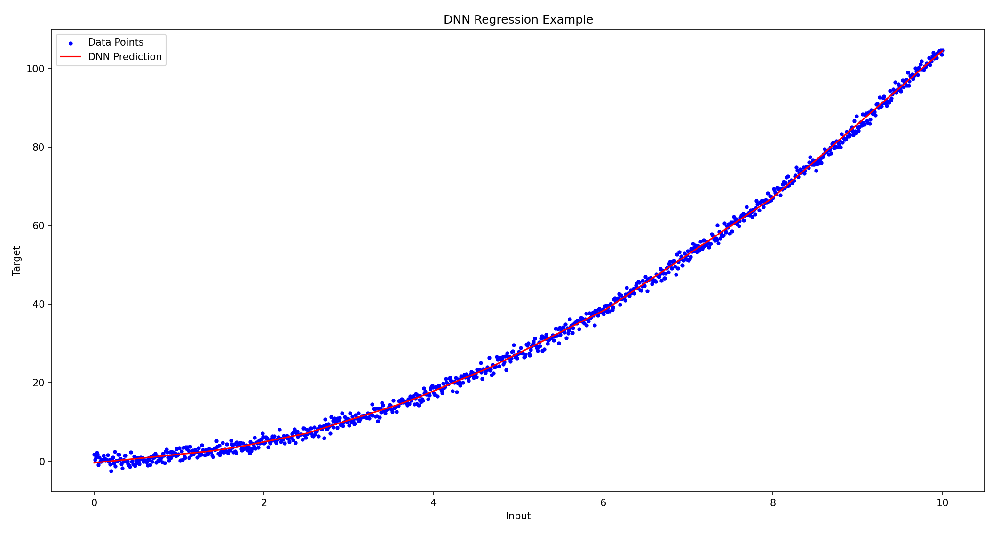 DNN Regression Example
Data Points
DNN Prediction
100
80
60
40
20
0
Target
0 2 4 6 8 10
Input